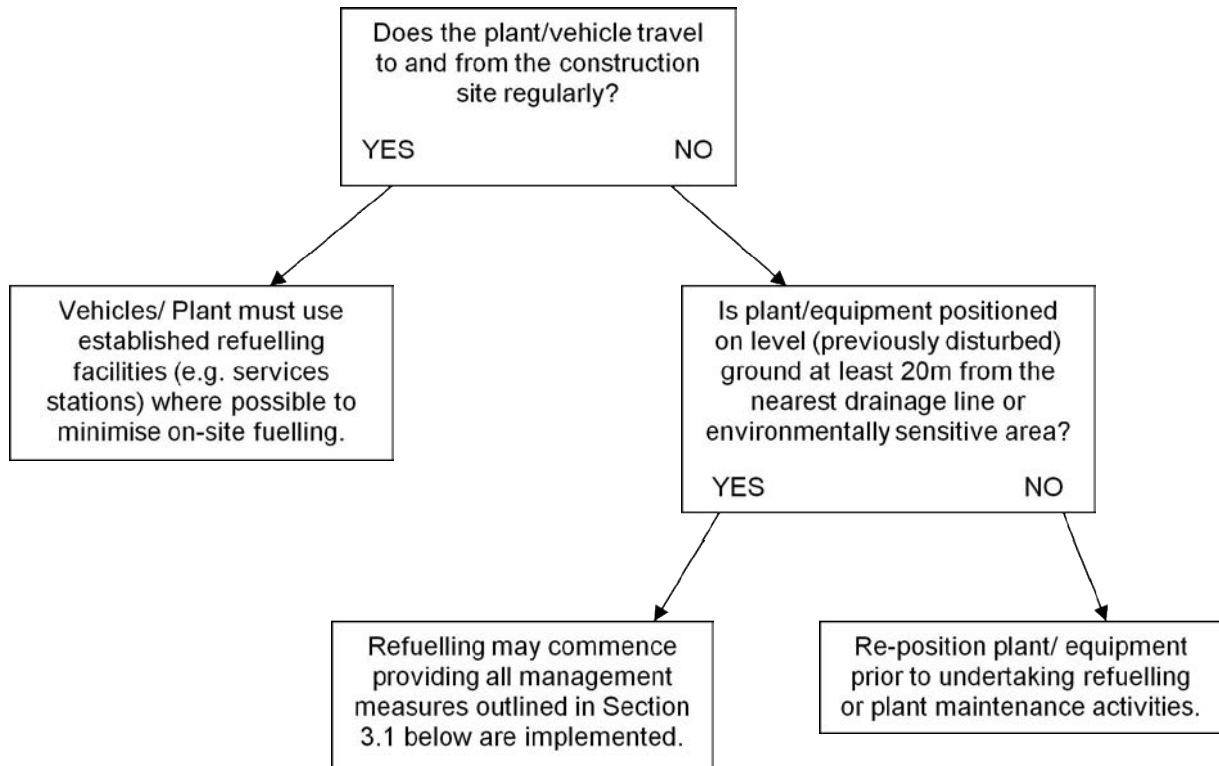 Does the plant/vehicle travel
to and from the construction
site regularly?
YES
NO
Vehicles/ Plant must use
established refuelling
facilities (e.g. services
stations) where possible to
minimise on-site fuelling.
Is plant/equipment positioned
on level (previously disturbed)
ground at least 20m from the
nearest drainage line or
environmentally sensitive area?
YES
NO
Refuelling may commence
providing all management
measures outlined in Section
3.1 below are implemented.
Re-position plant/ equipment
prior to undertaking refuelling
or plant maintenance activities.